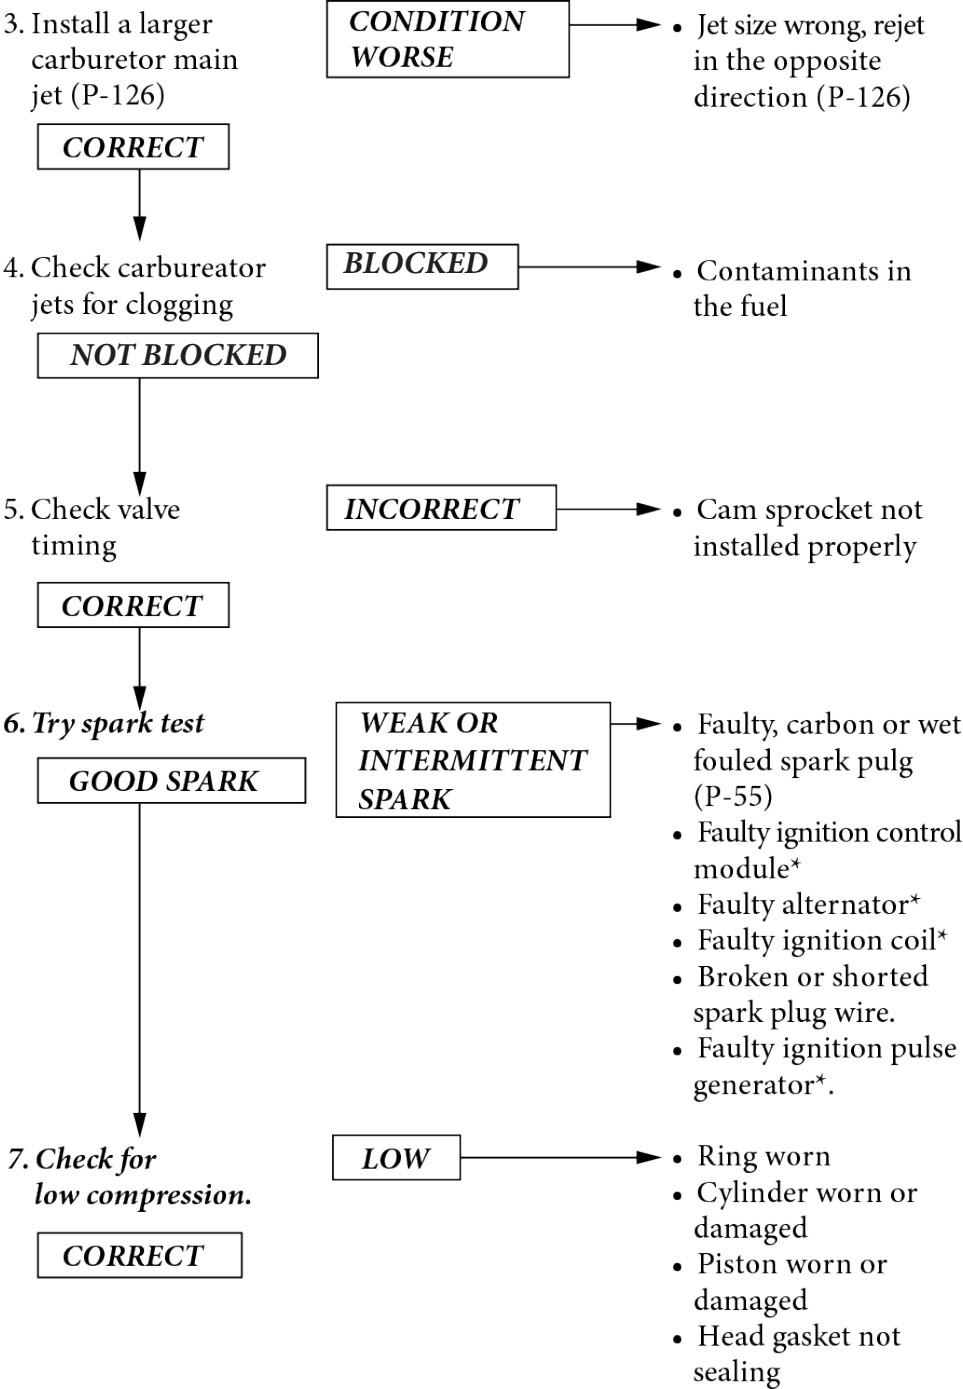 3. Install a larger
carburetor main
jet (P-126)
CONDITION
WORSE
• Jet size wrong, rejet
in the opposite
direction (P-126)
CORRECT
4. Check carbureator
jets for clogging
BLOCKED
• Contaminants in
the fuel
NOT BLOCKED
5. Check valve
timing
INCORRECT
• Cam sprocket not
installed properly
CORRECT
6. Try spark test
WEAK OR
INTERMITTENT
SPARK
• Faulty, carbon or wet
fouled spark pulg
(P-55)
• Faulty ignition control
module*
• Faulty alternator*
• Faulty ignition coil*
• Broken or shorted
spark plug wire.
• Faulty ignition pulse
generator*.
GOOD SPARK
7. Check for
low compression.
LOW
• Ring worn
• Cylinder worn or
damaged
• Piston worn or
damaged
• Head gasket not
sealing
CORRECT